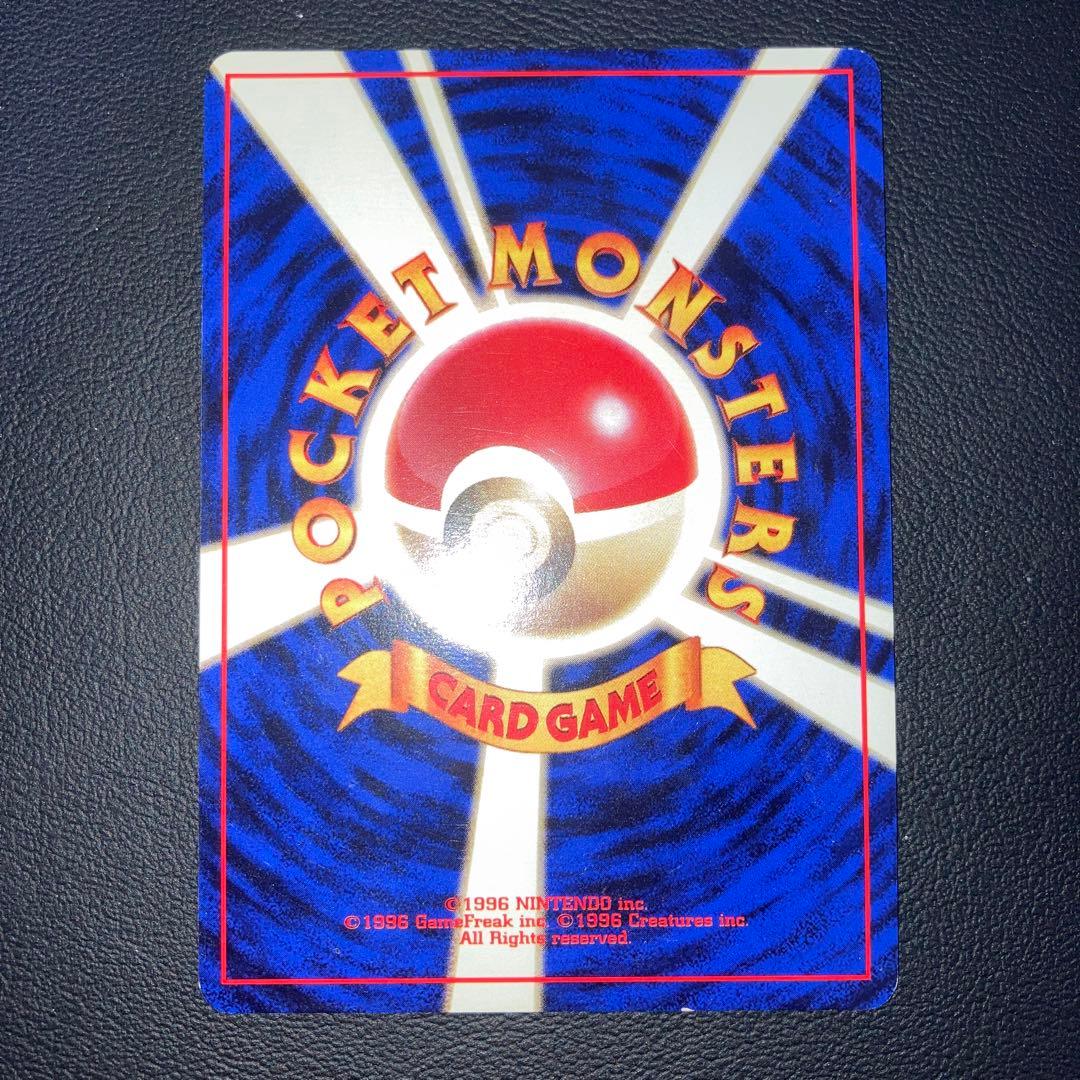 POCKET MONSTERS
CARD GAME
©1996 NINTENDO inc.
©1996 GameFreak inc. ©1996 Creatures inc.
All Rights reserved.